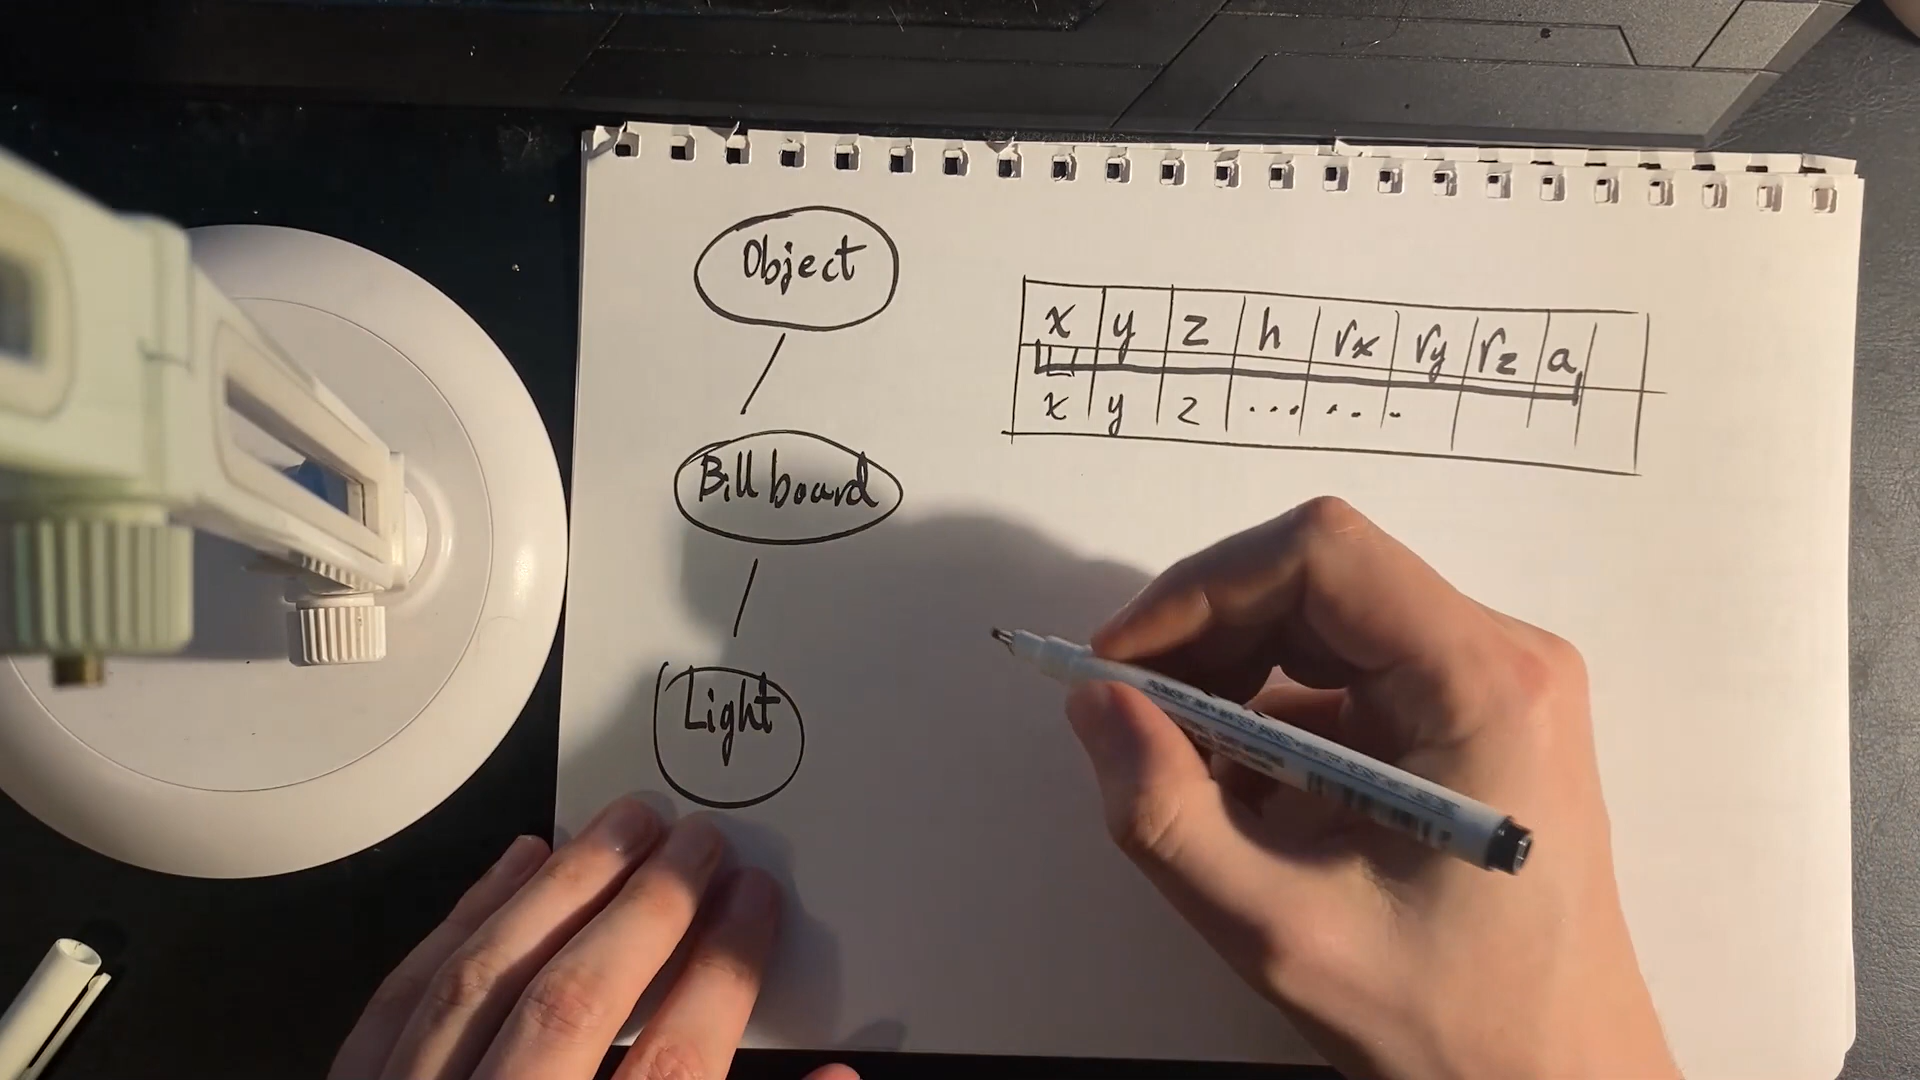 Object
Billboard
Light
x y z h rx ry rz a
x y z ... ... .